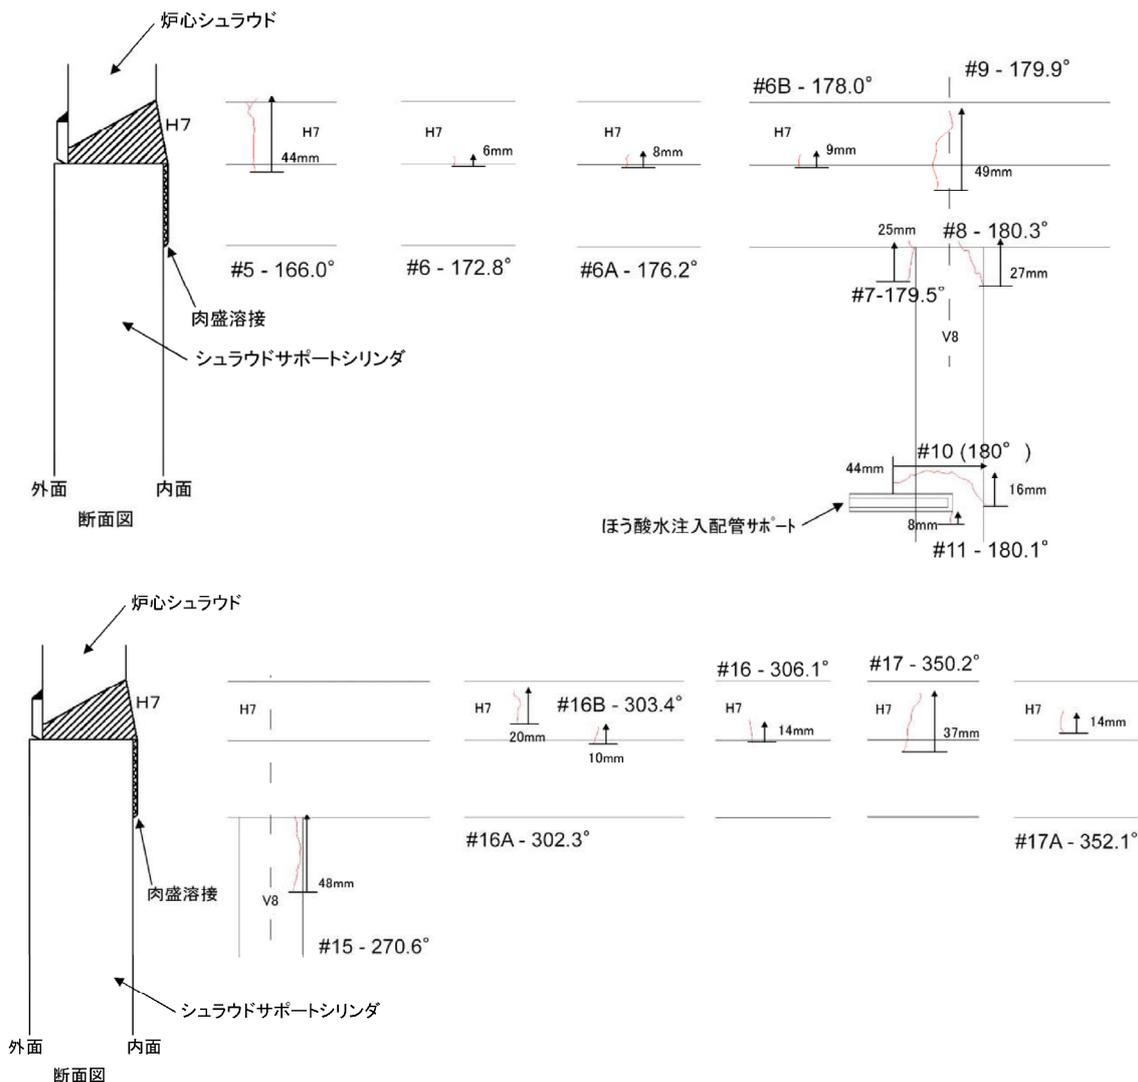 炉心シュラウド
H7
肉盛溶接
シュラウドサポートシリンダ
外面
内面
断面図
H7
44mm
#5 - 166.0°
H7
6mm
#6 - 172.8°
H7
8mm
#6A - 176.2°
#6B - 178.0°
#9 - 179.9°
H7
9mm
49mm
25mm
#8 - 180.3°
27mm
#7-179.5°
V8
#10 (180° )
44mm
16mm
ほう酸水注入配管サポート
8mm
#11 - 180.1°
炉心シュラウド
H7
肉盛溶接
シュラウドサポートシリンダ
外面
内面
断面図
H7
48mm
V8
#15 - 270.6°
H7
#16B - 303.4°
20mm
10mm
#16A - 302.3°
#16 - 306.1°
H7
14mm
#17 - 350.2°
H7
37mm
H7
14mm
#17A - 352.1°